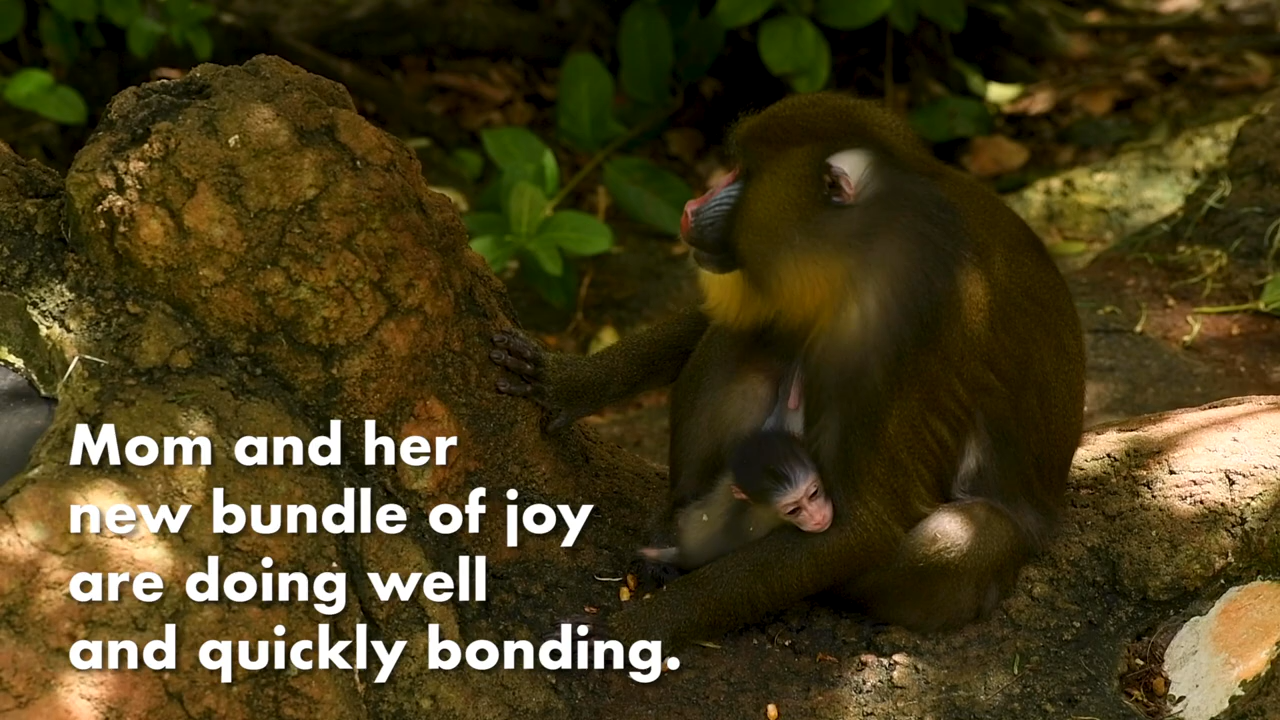 Mom and her
new bundle of joy
are doing well
and quickly bonding.